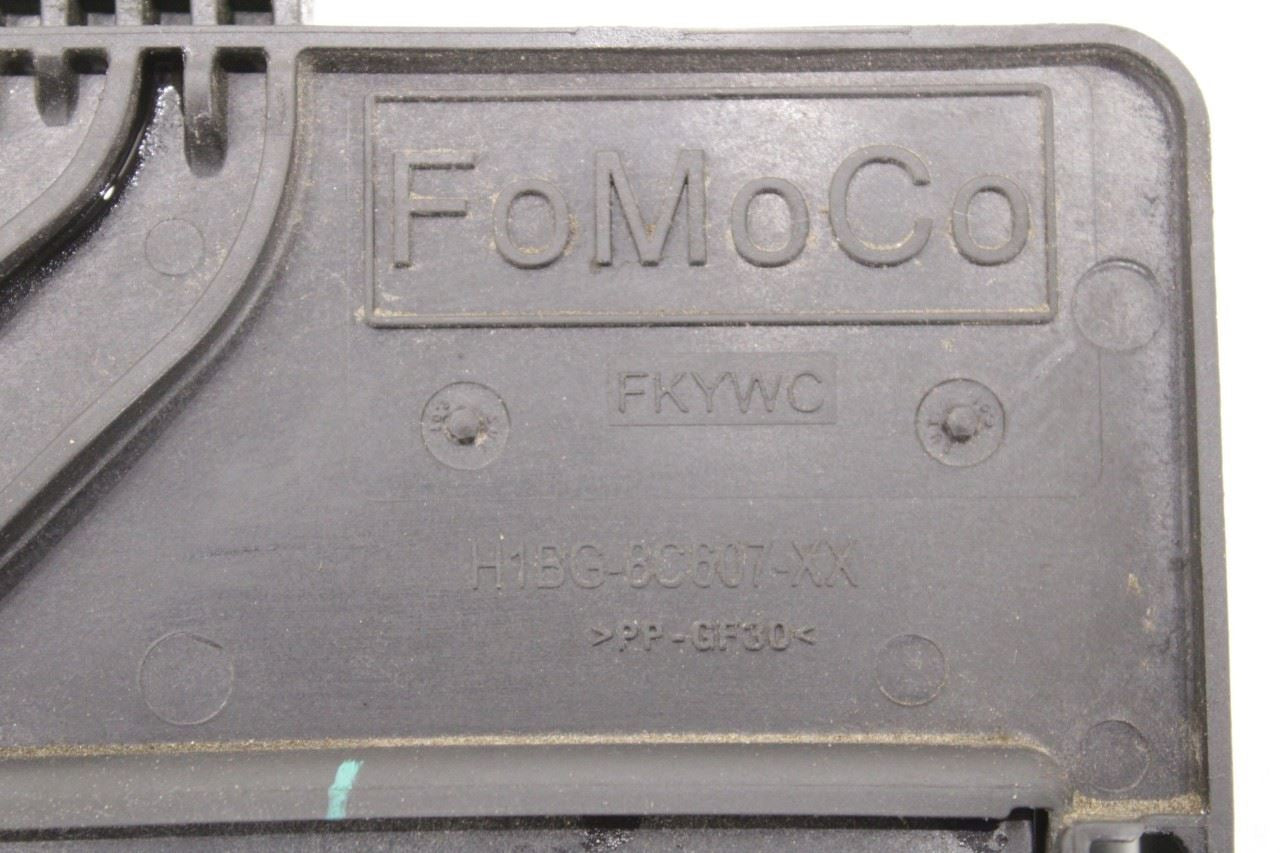 FoMoCo
FKYWC
H1BG-8C607-XX
>PP-GF30<